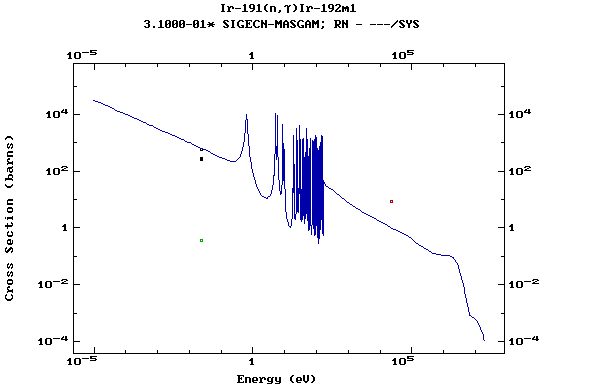 Ir-191(n,γ)Ir-192m1
3.1000-01* SIGECN-MASGAM; RN - ---/SYS
10⁻⁵ 1 10⁵
10⁴ 10⁴
10² 10²
1 1
10⁻² 10⁻²
10⁻⁴ 10⁻⁴
Cross Section (barns)
10⁻⁵ 1 10⁵
Energy (eV)